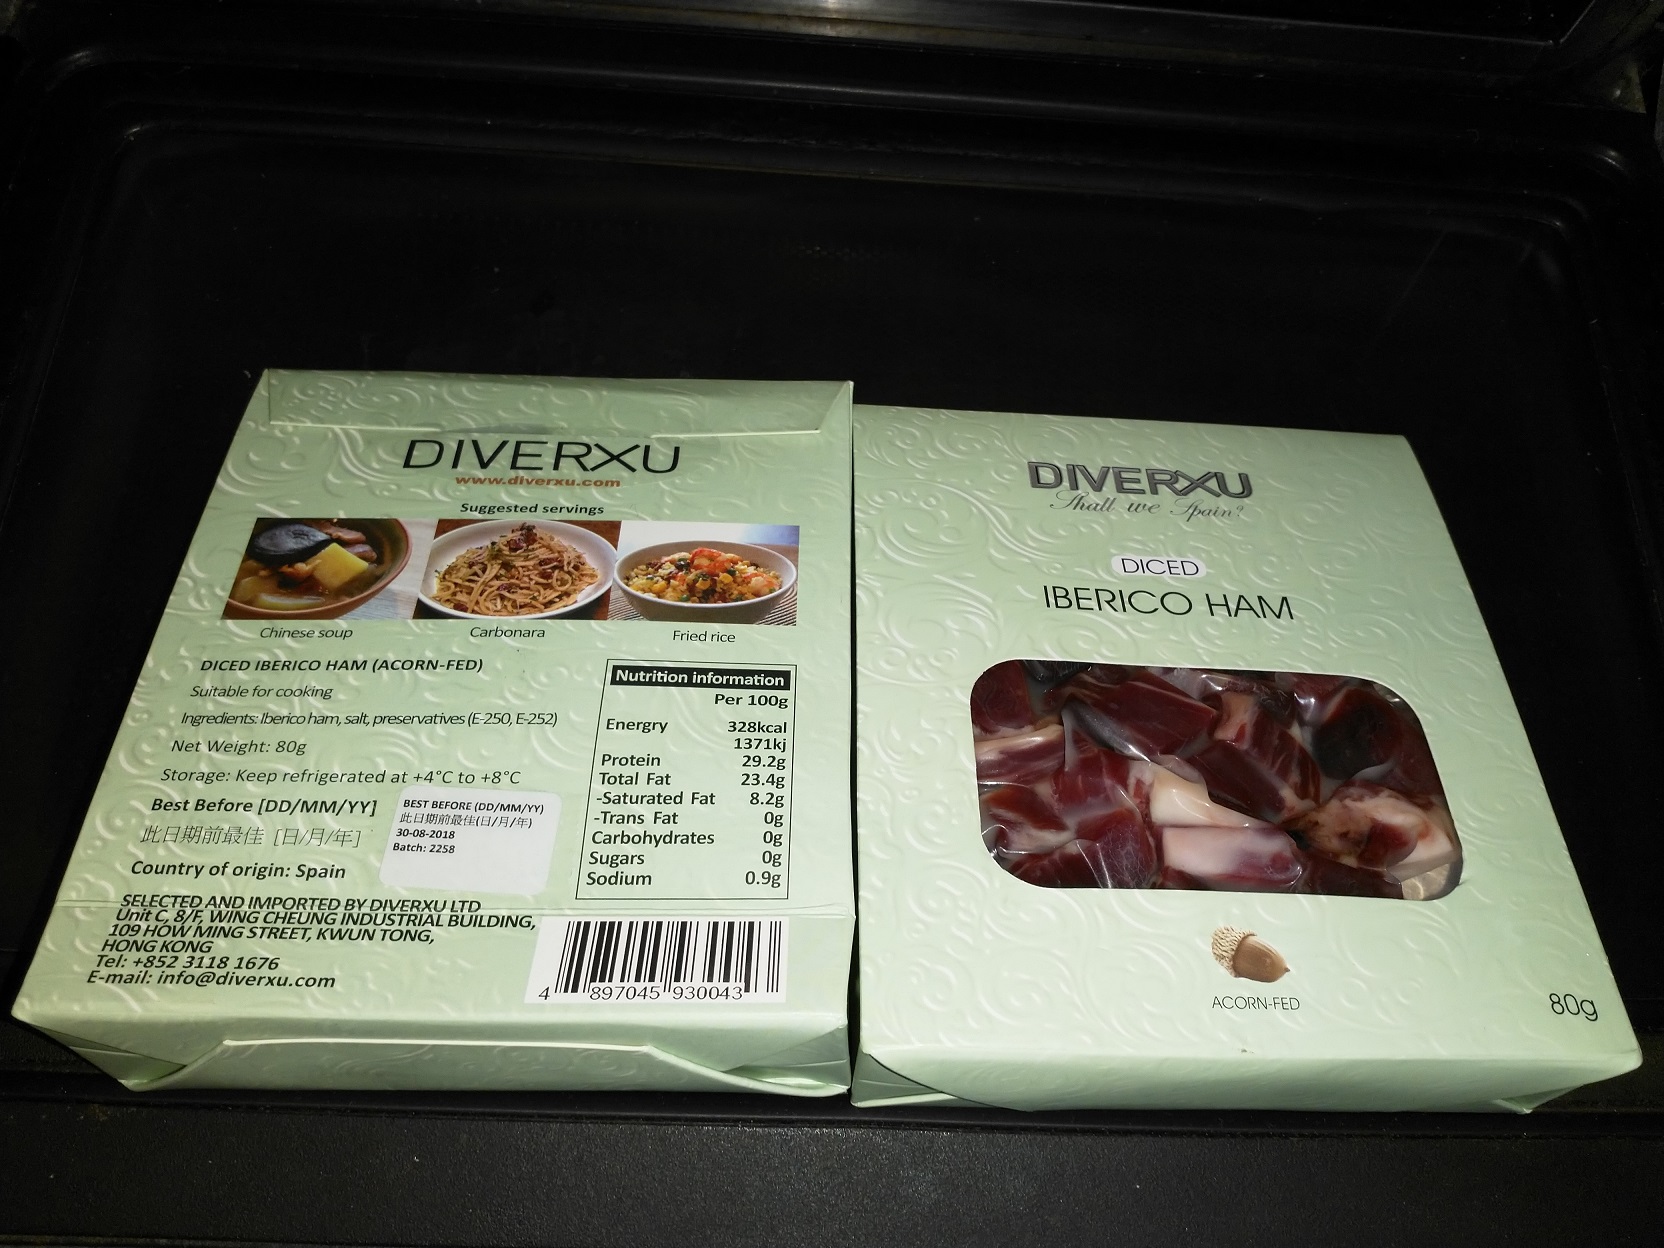 DIVERXU
www.diverxu.com
Suggested servings
Chinese soup
Carbonara
Fried rice
DICED IBERICO HAM (ACORN-FED)
Suitable for cooking
Ingredients: Iberico ham, salt, preservatives (E-250, E-252)
Net Weight: 80g
Storage: Keep refrigerated at +4°C to +8°C
Best Before [DD/MM/YY]
此日期前最佳 [日/月/年]
Country of origin: Spain
BEST BEFORE (DD/MM/YY)
此日期前最佳(日/月/年)
30-08-2018
Batch: 2258
Nutrition information
Per 100g
Energry 328kcal
1371kj
Protein 29.2g
Total Fat 23.4g
-Saturated Fat 8.2g
-Trans Fat 0g
Carbohydrates 0g
Sugars 0g
Sodium 0.9g
SELECTED AND IMPORTED BY DIVERXU LTD
Unit C, 8/F, WING CHEUNG INDUSTRIAL BUILDING,
109 HOW MING STREET, KWUN TONG,
HONG KONG
Tel: +852 3118 1676
E-mail: info@diverxu.com
4 897045 930043
DIVERXU
Shall we Spain?
DICED
IBERICO HAM
ACORN-FED
80g